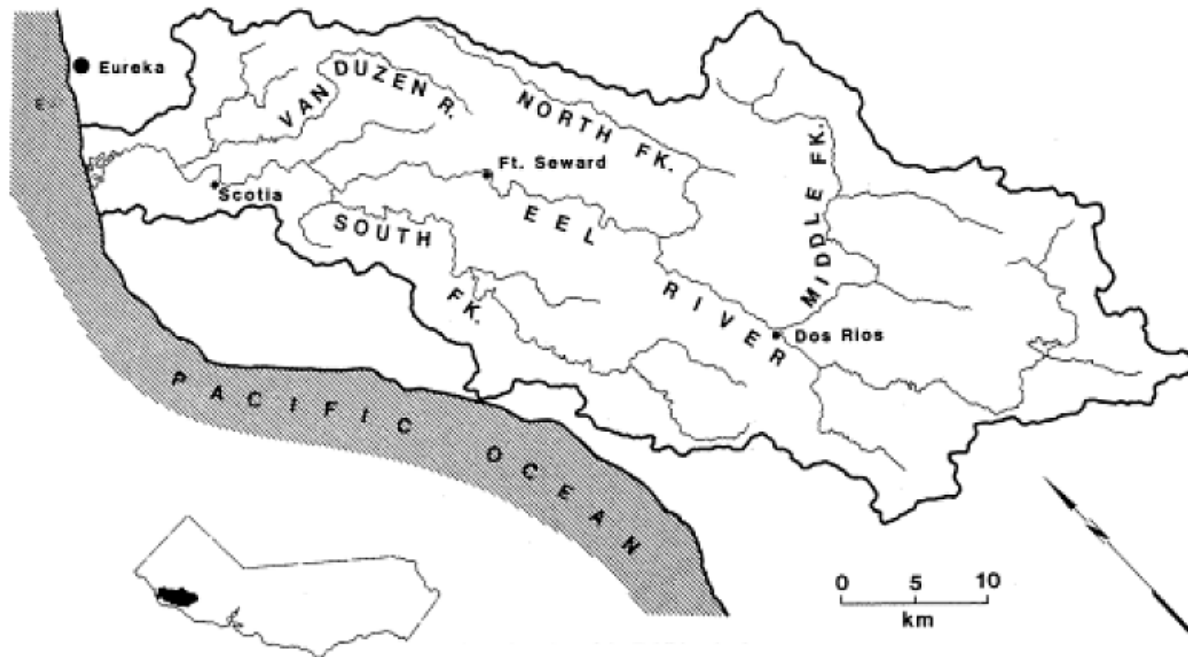 Eureka
E.
VAN
DUZEN R.
NORTH FK.
MIDDLE FK.
Ft. Seward
Scotia
SOUTH
FK.
EEL
RIVER
Dos Rios
PACIFIC OCEAN
0 5 10
km